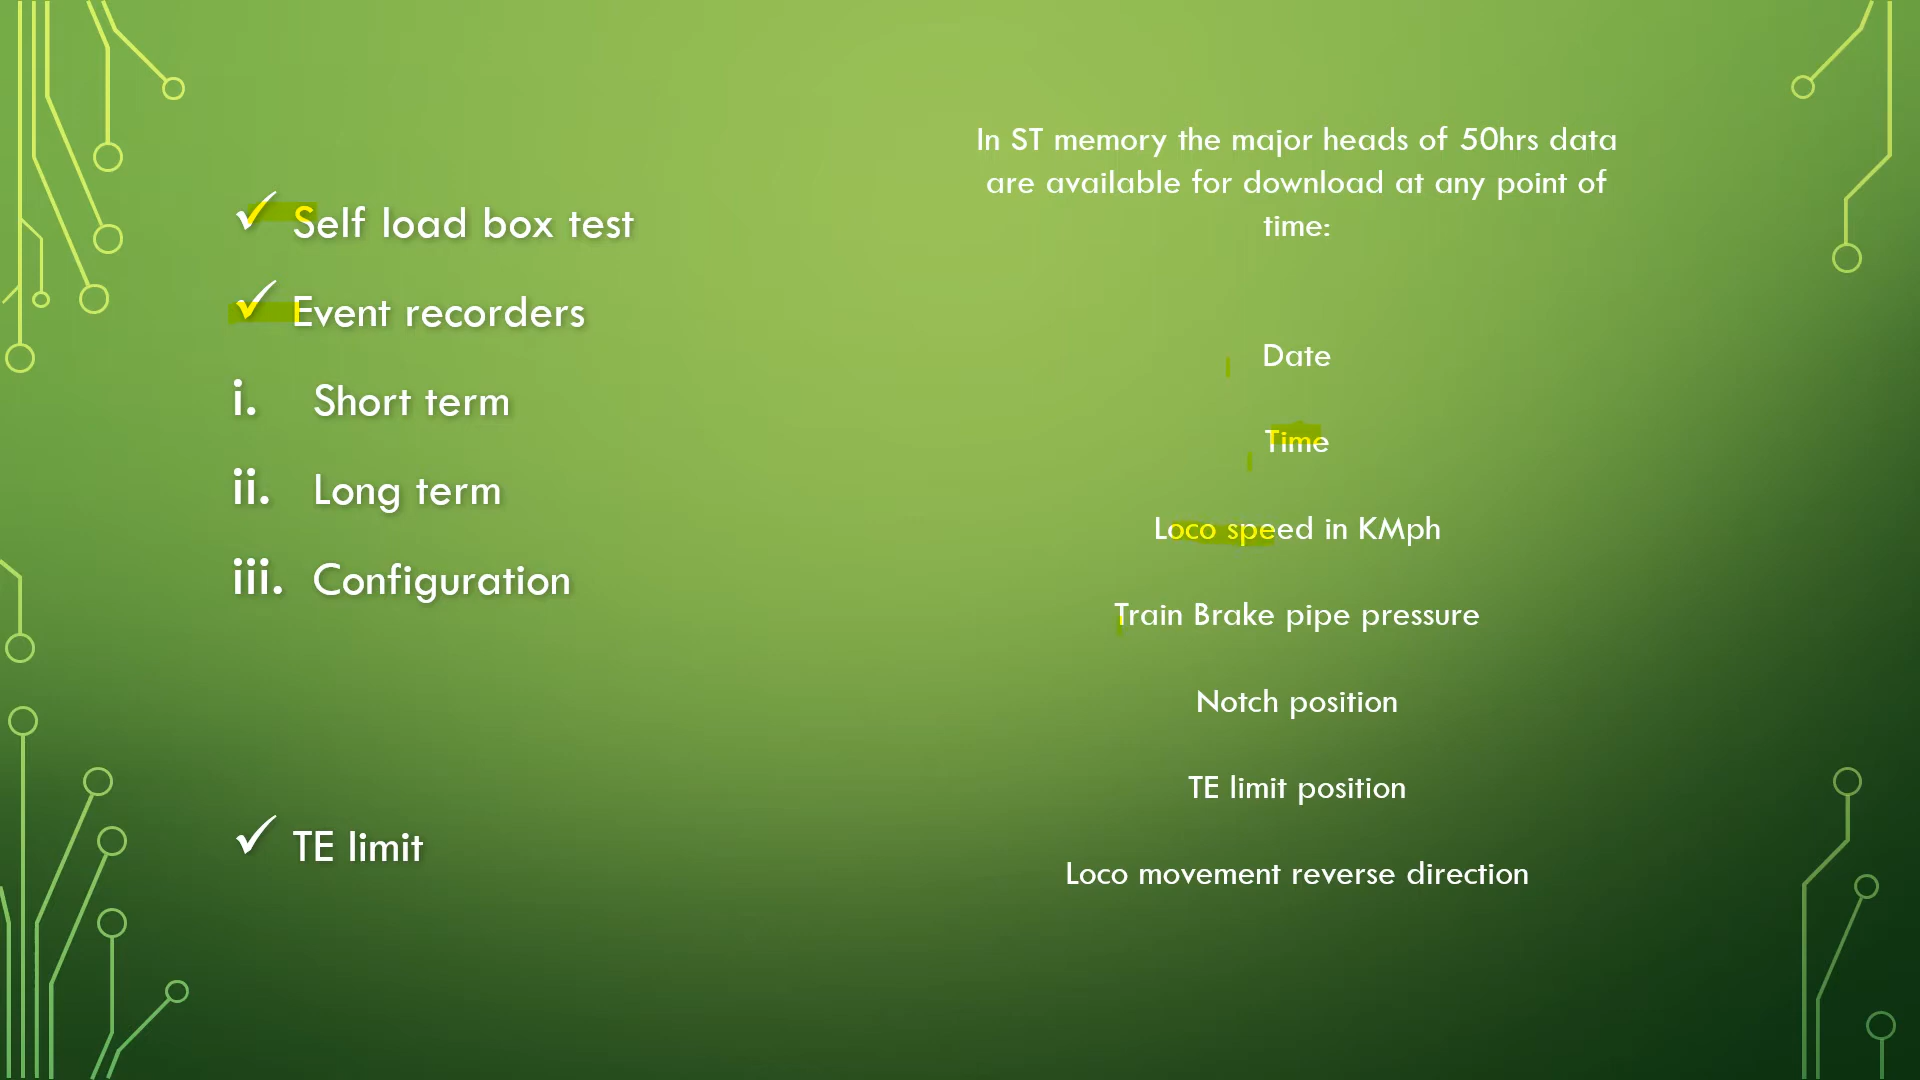 ✓ Self load box test
✓ Event recorders
i. Short term
ii. Long term
iii. Configuration
✓ TE limit
In ST memory the major heads of 50hrs data
are available for download at any point of
time:
Date
Time
Loco speed in KMph
Train Brake pipe pressure
Notch position
TE limit position
Loco movement reverse direction